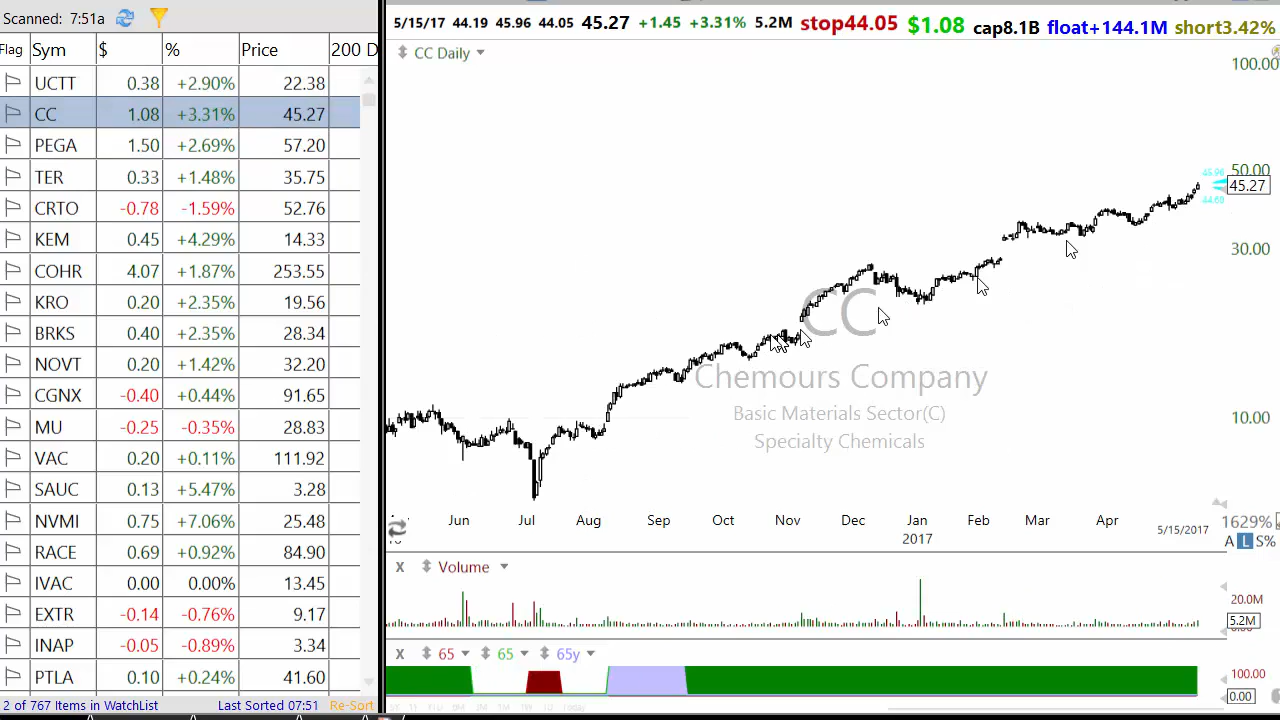 Scanned: 7:51a
Flag Sym $ % Price 200 D
UCTT 0.38 +2.90% 22.38
CC 1.08 +3.31% 45.27
PEGA 1.50 +2.69% 57.20
TER 0.33 +1.48% 35.75
CRTO -0.78 -1.59% 52.76
KEM 0.45 +4.29% 14.33
COHR 4.07 +1.87% 253.55
KRO 0.20 +2.35% 19.56
BRKS 0.40 +2.35% 28.34
NOVT 0.20 +1.42% 32.20
CGNX -0.40 +0.44% 91.65
MU -0.25 -0.35% 28.83
VAC 0.20 +0.11% 111.92
SAUC 0.13 +5.47% 3.28
NVMI 0.75 +7.06% 25.48
RACE 0.69 +0.92% 84.90
IVAC 0.00 0.00% 13.45
EXTR -0.14 -0.76% 9.17
INAP -0.05 -0.89% 3.34
PTLA 0.10 +0.24% 41.60
2 of 767 Items in WatchList Last Sorted 07:51 Re-Sort
5/15/17 44.19 45.96 44.05 45.27 +1.45 +3.31% 5.2M stop44.05 $1.08 cap8.1B float+144.1M short3.42%
CC Daily
100.00
50.00
45.96
45.27
44.69
30.00
10.00
CC
Chemours Company
Basic Materials Sector(C)
Specialty Chemicals
Jun Jul Aug Sep Oct Nov Dec Jan Feb Mar Apr
2017
5/15/2017
1629%
A L S%
X Volume
20.0M
5.2M
X 65 65 65y
100.00
0.00